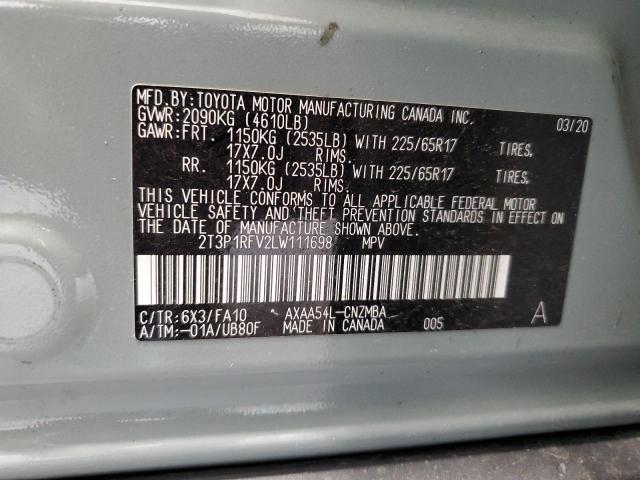 MFD.BY:TOYOTA MOTOR MANUFACTURING CANADA INC.
GVWR:2090KG (4610LB) 03/20
GAWR:FRT. 1150KG (2535LB) WITH 225/65R17 TIRES,
17X7.0J RIMS.
RR. 1150KG (2535LB) WITH 225/65R17 TIRES,
17X7.0J RIMS.
THIS VEHICLE CONFORMS TO ALL APPLICABLE FEDERAL MOTOR
VEHICLE SAFETY AND THEFT PREVENTION STANDARDS IN EFFECT ON
THE DATE OF MANUFACTURE SHOWN ABOVE.
2T3P1RFV2LW111698 MPV
C/TR:6X3/FA10 AXAA54L-CNZMBA A
A/TM:-01A/UB80F MADE IN CANADA 005